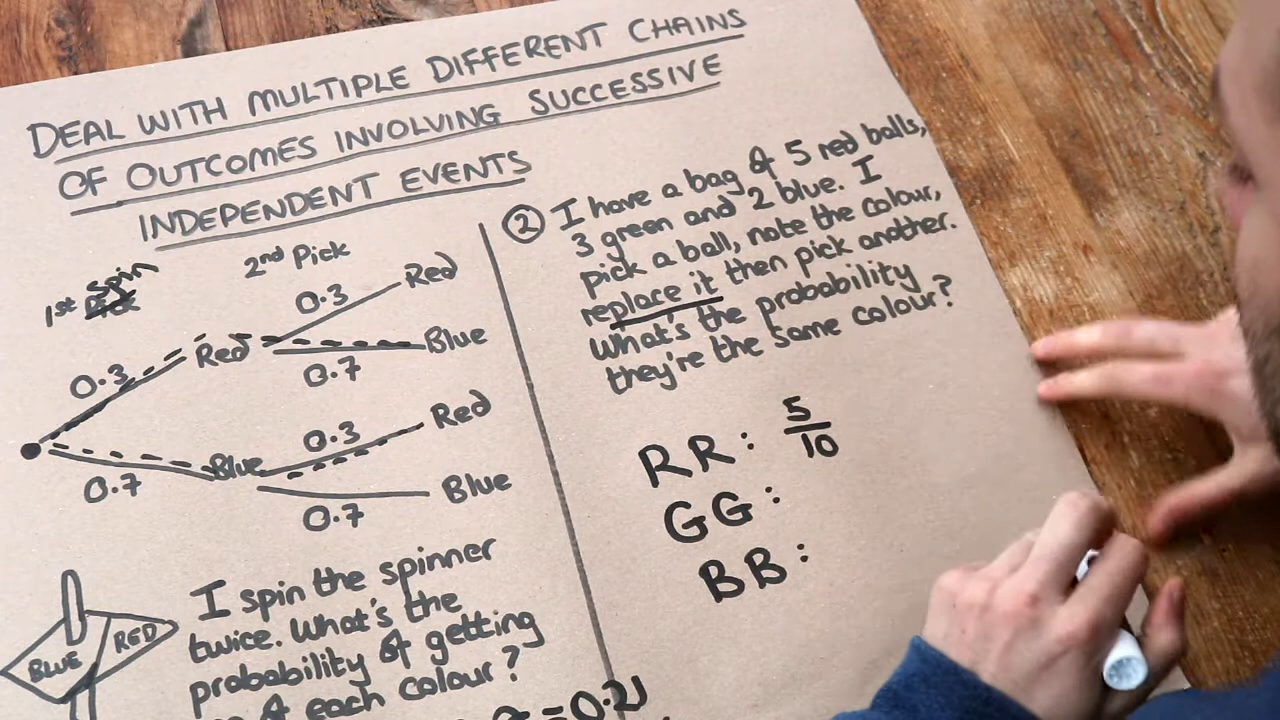 DEAL WITH MULTIPLE DIFFERENT CHAINS
OF OUTCOMES INVOLVING SUCCESSIVE
INDEPENDENT EVENTS
1st Spin
2nd Pick
0.3
Red
0.3
Red
0.7
Blue
0.7
Blue
0.3
Red
0.7
Blue
BLUE
RED
I spin the spinner
twice. What's the
probability of getting
of each colour?
= 0.21
② I have a bag of 5 red balls,
3 green and 2 blue. I
pick a ball, note the colour,
replace it then pick another.
What's the probability
they're the same colour?
RR: 5/10
GG:
BB: